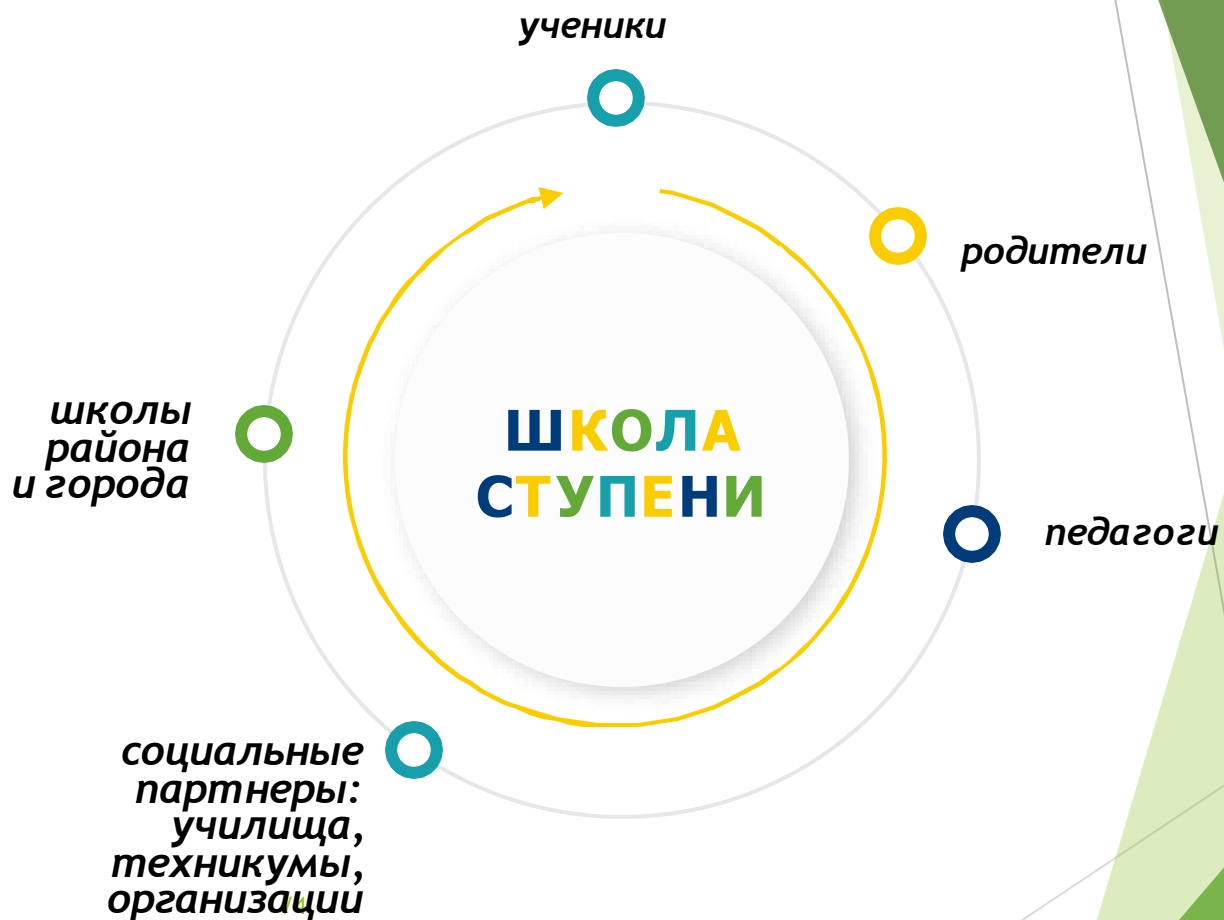 ученики
родители
школы
района
и города
ШКОЛА
СТУПЕНИ
педагоги
социальные
партнеры:
училища,
техникумы,
организации